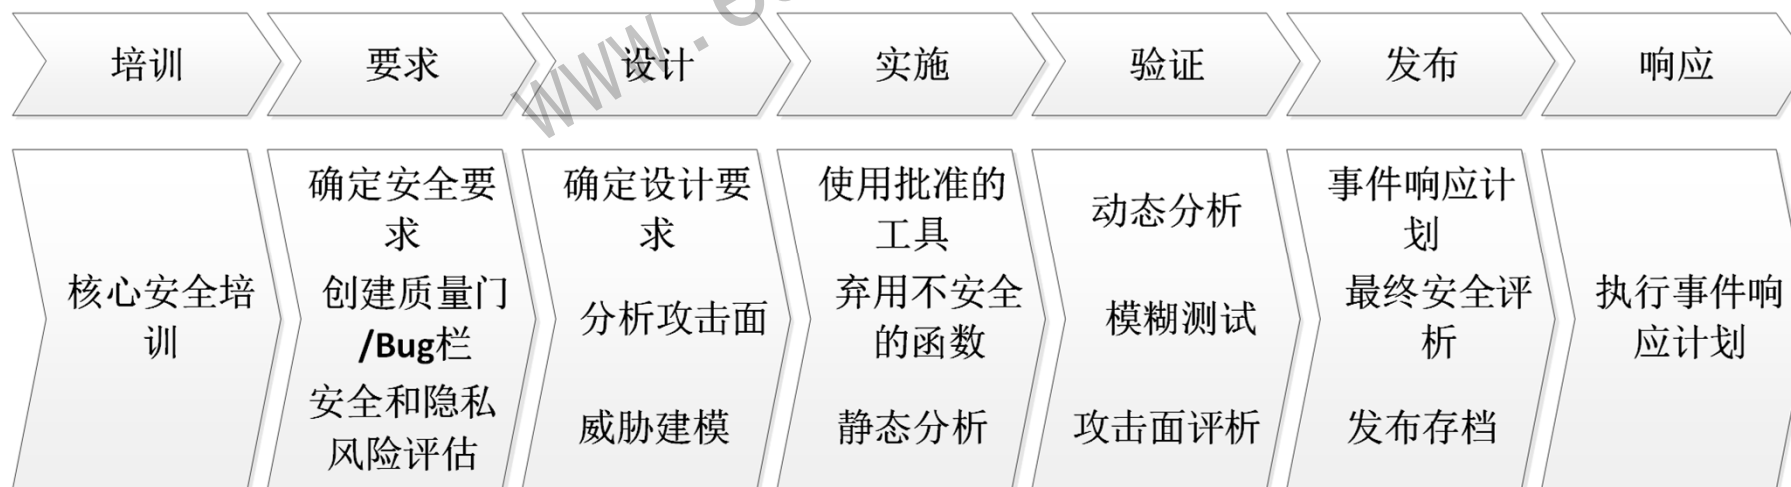 培训
要求
设计
实施
验证
发布
响应
核心安全培
训
确定安全要
求
创建质量门
/Bug栏
安全和隐私
风险评估
确定设计要
求
分析攻击面
威胁建模
使用批准的
工具
弃用不安全
的函数
静态分析
动态分析
模糊测试
攻击面评析
事件响应计
划
最终安全评
析
发布存档
执行事件响
应计划